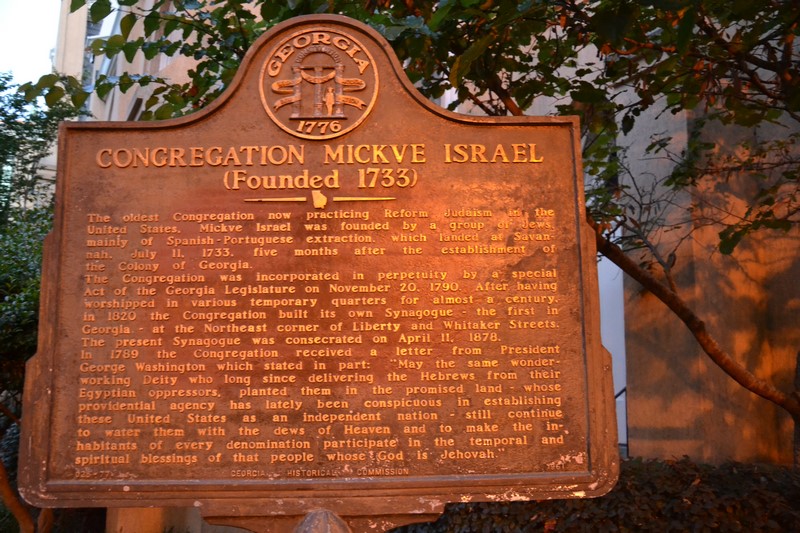 GEORGIA
1776
CONGREGATION MICKVE ISRAEL
(Founded 1733)
The oldest Congregation now practicing Reform Judaism in the
United States, Mickve Israel was founded by a group of Jews,
mainly of Spanish-Portuguese extraction, which landed at Savan-
nah, July 11, 1733, five months after the establishment of
the Colony of Georgia.
The Congregation was incorporated in perpetuity by a special
Act of the Georgia Legislature on November 20, 1790. After having
worshipped in various temporary quarters for almost a century,
in 1820 the Congregation built its own Synagogue - the first in
Georgia - at the Northeast corner of Liberty and Whitaker Streets.
The present Synagogue was consecrated on April 11, 1878.
In 1789 the Congregation received a letter from President
George Washington which stated in part: "May the same wonder-
working Deity who long since delivering the Hebrews from their
Egyptian oppressors, planted them in the promised land - whose
providential agency has lately been conspicuous in establishing
these United States as an independent nation - still continue
to water them with the dews of Heaven and to make the in-
habitants of every denomination participate in the temporal and
spiritual blessings of that people whose God is Jehovah."
GEORGIA HISTORICAL COMMISSION